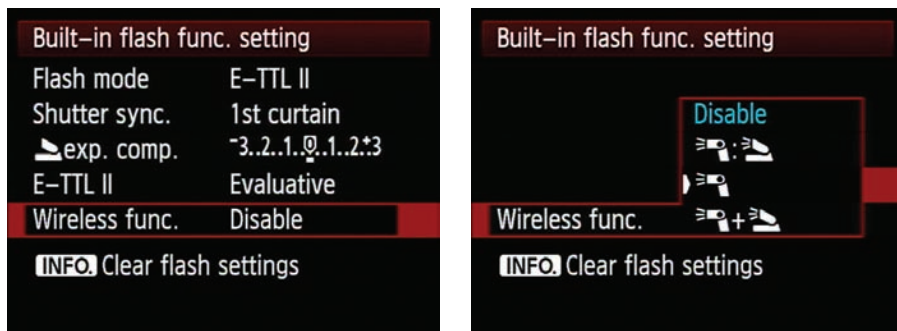 Built-in flash func. setting
Flash mode E-TTL II
Shutter sync. 1st curtain
exp. comp. -3..2..1..0..1..2..+3
E-TTL II Evaluative
Wireless func. Disable
INFO. Clear flash settings
Built-in flash func. setting
Disable
:
+
Wireless func.
INFO. Clear flash settings